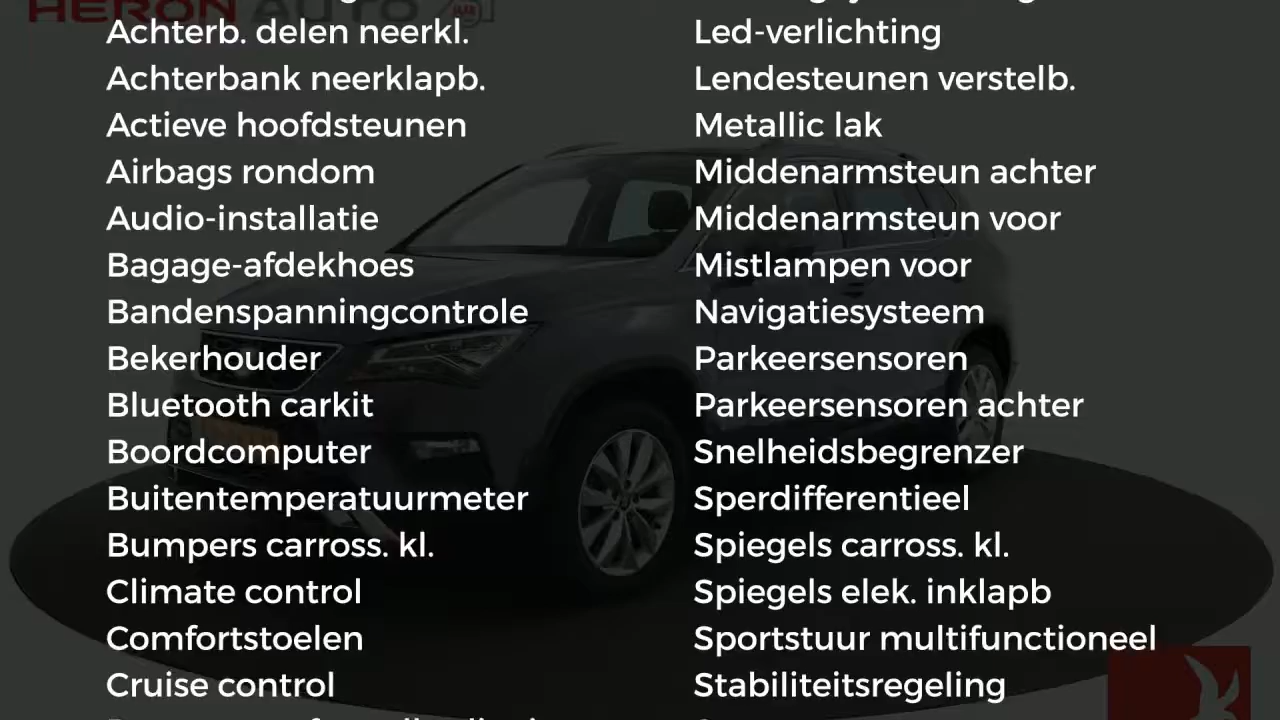 HERON AUTO
Achterb. delen neerkl.
Achterbank neerklapb.
Actieve hoofdsteunen
Airbags rondom
Audio-installatie
Bagage-afdekhoes
Bandenspanningcontrole
Bekerhouder
Bluetooth carkit
Boordcomputer
Buitentemperatuurmeter
Bumpers carross. kl.
Climate control
Comfortstoelen
Cruise control
Led-verlichting
Lendesteunen verstelb.
Metallic lak
Middenarmsteun achter
Middenarmsteun voor
Mistlampen voor
Navigatiesysteem
Parkeersensoren
Parkeersensoren achter
Snelheidsbegrenzer
Sperdifferentieel
Spiegels carross. kl.
Spiegels elek. inklapb
Sportstuur multifunctioneel
Stabiliteitsregeling